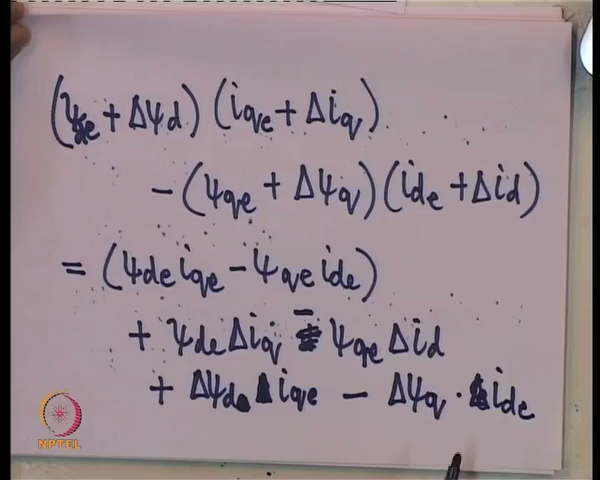 (ψde + Δψd) (iqe + Δiq)
− (ψqe + Δψq) (ide + Δid)
= (ψde iqe − ψqe ide)
+ ψde Δiq − ψqe Δid
+ Δψd iqe − Δψq · ide
NPTEL